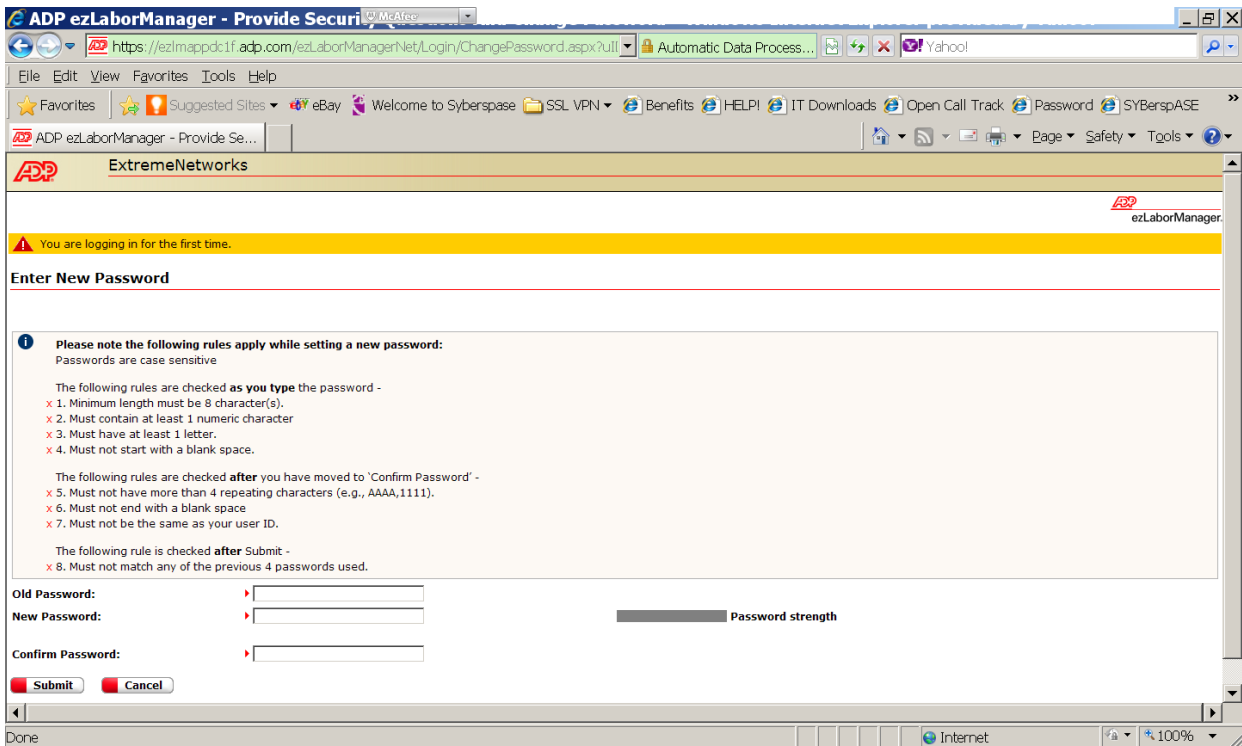 ADP ezLaborManager - Provide Securi
McAfee
https://ezlmappdc1f.adp.com/ezLaborManagerNet/Login/ChangePassword.aspx?uII
Automatic Data Process...
Yahoo!
File Edit View Favorites Tools Help
Favorites Suggested Sites eBay Welcome to Syberspase SSL VPN Benefits HELP! IT Downloads Open Call Track Password SYBerspASE »
ADP ezLaborManager - Provide Se...
Page Safety Tools
ADP ExtremeNetworks
ADP
ezLaborManager.
You are logging in for the first time.
Enter New Password
Please note the following rules apply while setting a new password:
Passwords are case sensitive
The following rules are checked as you type the password -
x 1. Minimum length must be 8 character(s).
x 2. Must contain at least 1 numeric character
x 3. Must have at least 1 letter.
x 4. Must not start with a blank space.
The following rules are checked after you have moved to `Confirm Password' -
x 5. Must not have more than 4 repeating characters (e.g., AAAA,1111).
x 6. Must not end with a blank space
x 7. Must not be the same as your user ID.
The following rule is checked after Submit -
x 8. Must not match any of the previous 4 passwords used.
Old Password:
New Password:
Password strength
Confirm Password:
Submit Cancel
Done Internet 100%